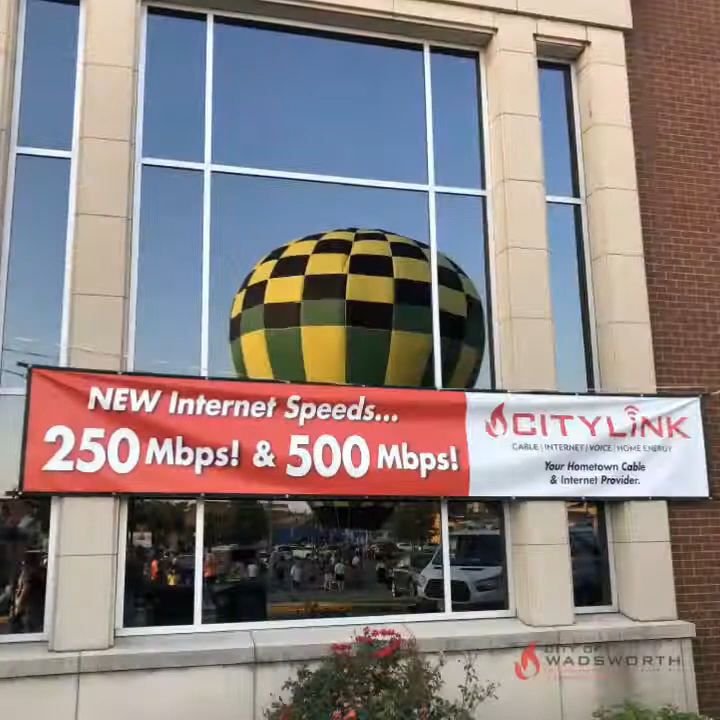 NEW Internet Speeds...
250 Mbps! & 500 Mbps!
CITYLINK
CABLE | INTERNET | VOICE | HOME ENERGY
Your Hometown Cable
& Internet Provider.
CITY OF
WADSWORTH